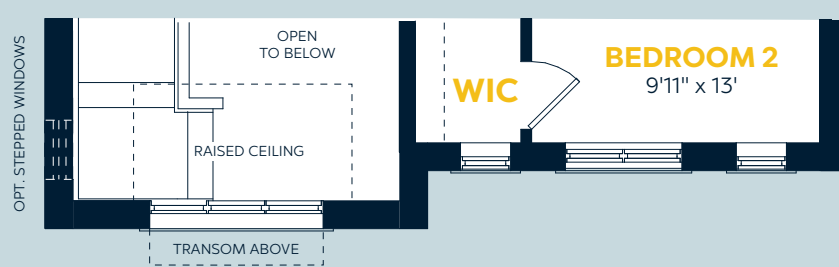 OPT. STEPPED WINDOWS
OPEN
TO BELOW
RAISED CEILING
TRANSOM ABOVE
WIC
BEDROOM 2
9'11" x 13'